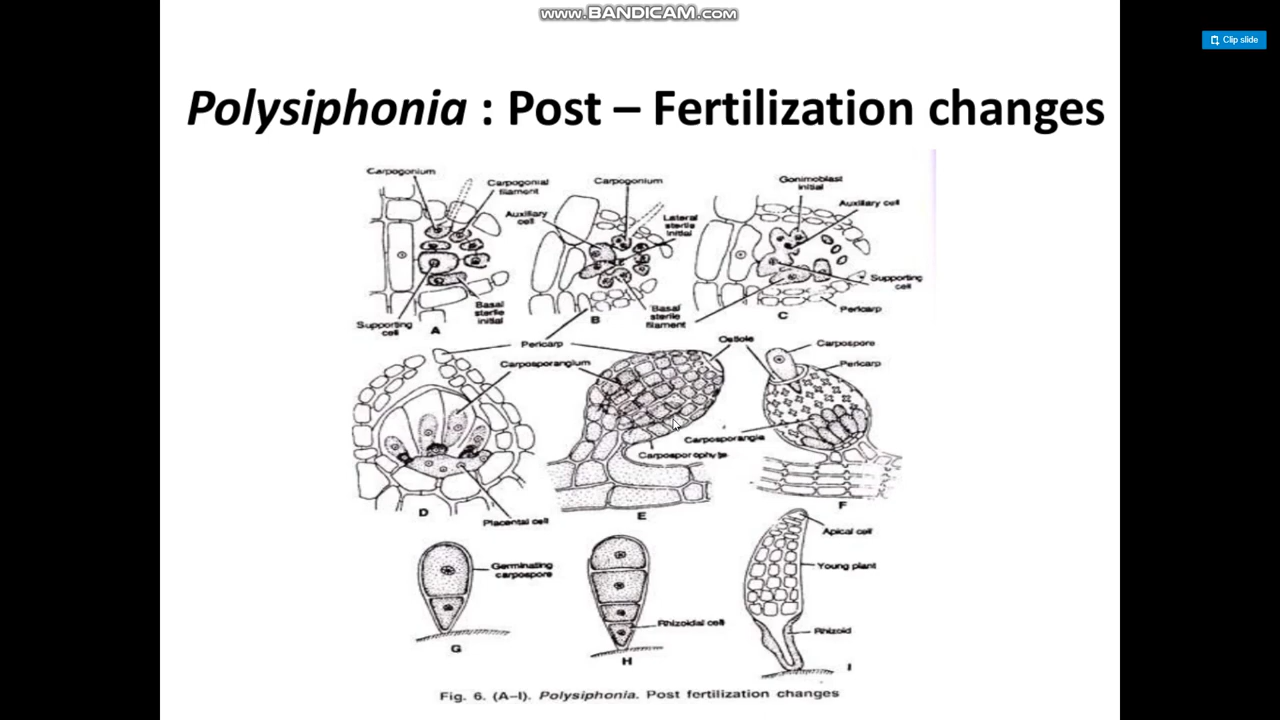 www.BANDICAM.com
Clip slide
Polysiphonia : Post – Fertilization changes
Carpogonium
Carpogonial
filament
Supporting
cell
Basal
sterile
initial
A
Carpogonium
Auxiliary
cell
Lateral
sterile
initial
Basal
sterile
filament
B
Gonimoblast
initial
Auxiliary cell
Supporting
cell
Pericarp
C
Pericarp
Carposporangium
Placental cell
D
Ostiole
Carposporangia
Carposporophyte
E
Carpospore
Pericarp
F
Germinating
carpospore
G
Rhizoidal cell
H
Apical cell
Young plant
Rhizoid
I
Fig. 6. (A–I). Polysiphonia. Post fertilization changes